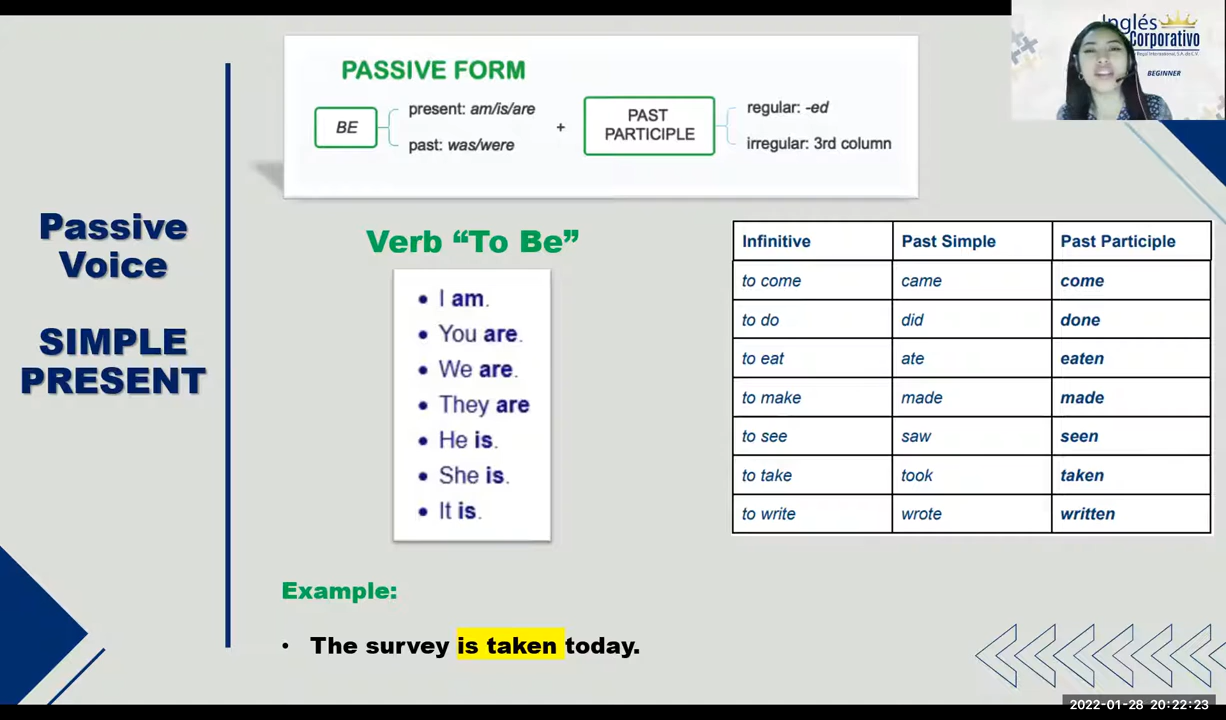 Inglés
Corporativo
BEGINNER
PASSIVE FORM
BE
present: am/is/are
past: was/were
+
PAST
PARTICIPLE
regular: -ed
irregular: 3rd column
Passive
Voice
SIMPLE
PRESENT
Verb “To Be”
• I am.
• You are.
• We are.
• They are
• He is.
• She is.
• It is.
Infinitive Past Simple Past Participle
to come came come
to do did done
to eat ate eaten
to make made made
to see saw seen
to take took taken
to write wrote written
Example:
• The survey is taken today.
2022-01-28 20:22:23